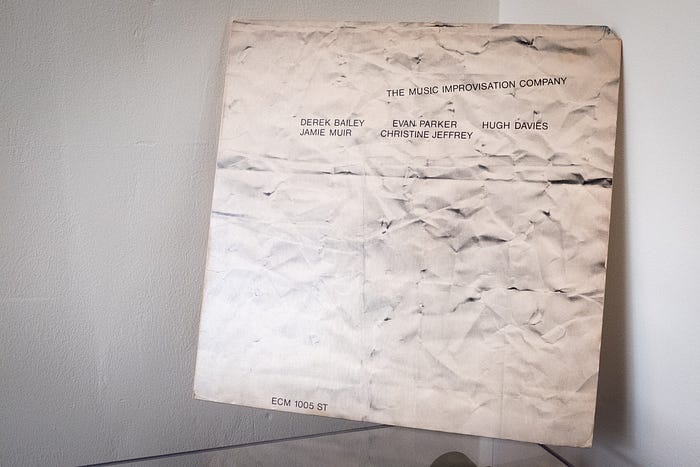 THE MUSIC IMPROVISATION COMPANY
DEREK BAILEY EVAN PARKER HUGH DAVIES
JAMIE MUIR CHRISTINE JEFFREY
ECM 1005 ST